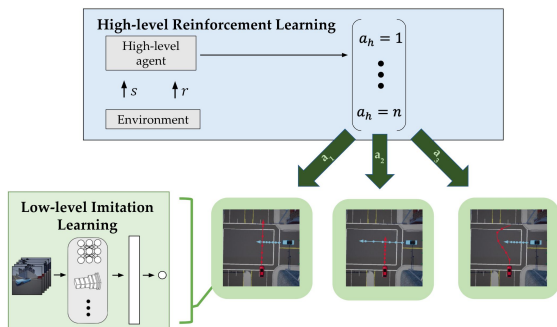 High-level Reinforcement Learning
High-level
agent
s
r
Environment
a_h = 1
a_h = n
a_1
a_2
a_3
Low-level Imitation
Learning